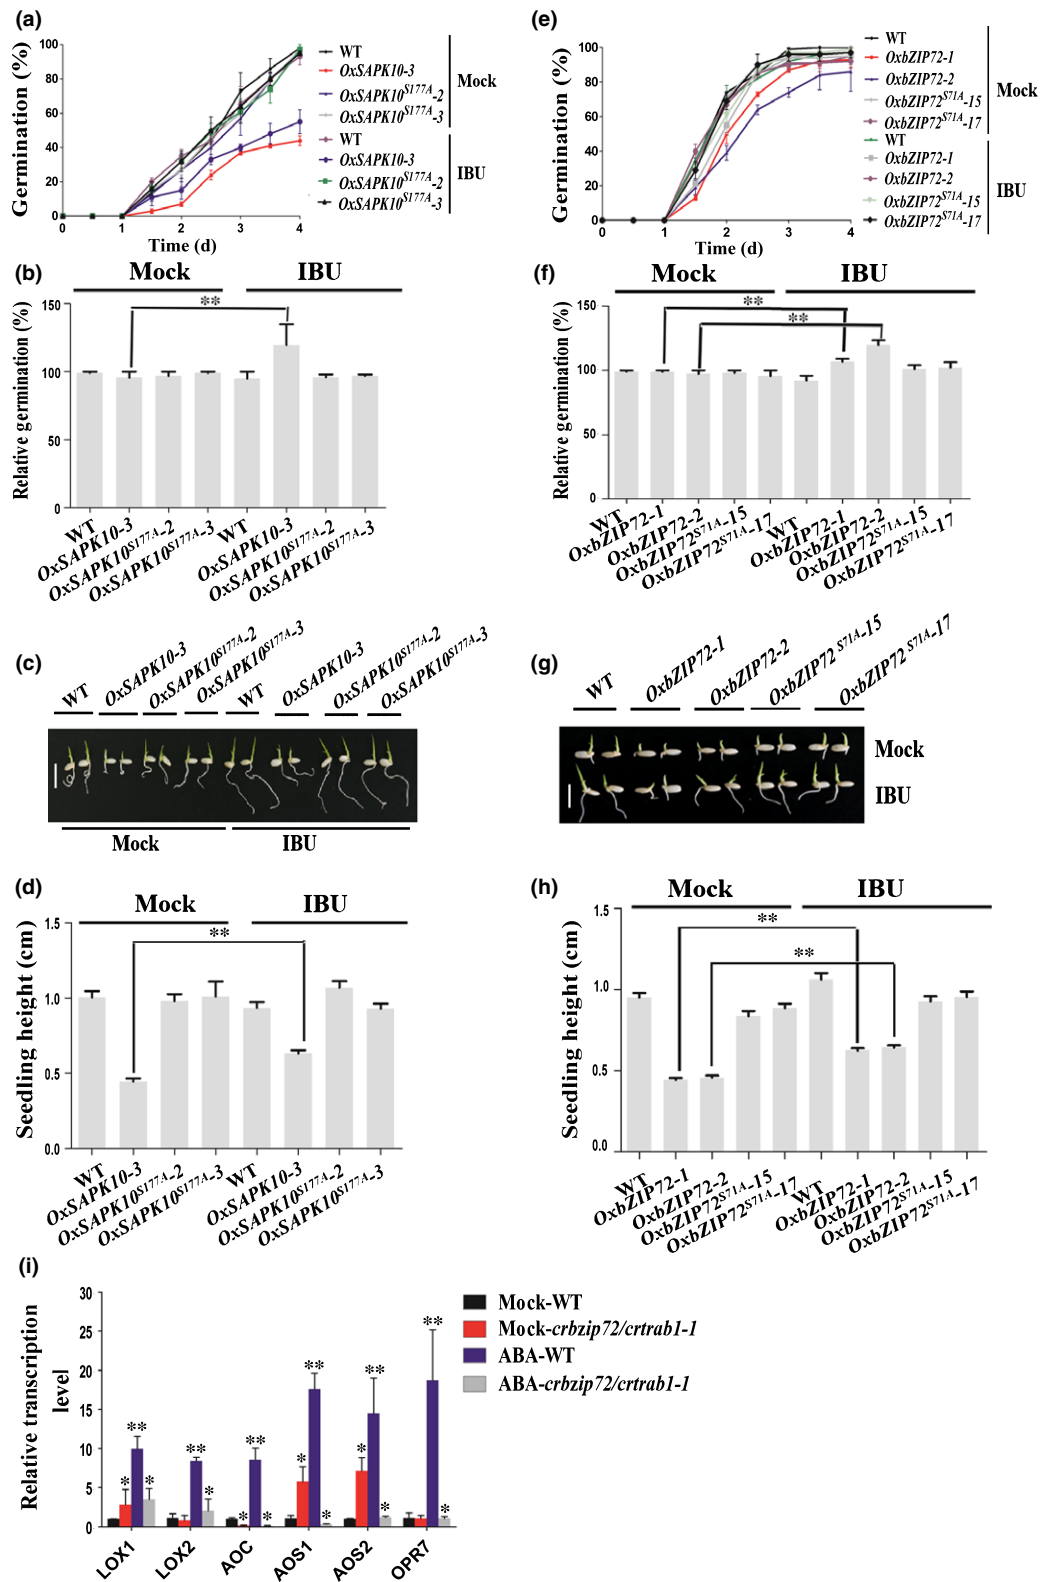 (a)
Germination (%)
100
80
60
40
20
0
0 1 2 3 4
Time (d)
WT
OxSAPK10-3
OxSAPK10S177A-2
OxSAPK10S177A-3
Mock
WT
OxSAPK10-3
OxSAPK10S177A-2
OxSAPK10S177A-3
IBU
(e)
Germination (%)
100
80
60
40
20
0
0 1 2 3 4
Time (d)
WT
OxbZIP72-1
OxbZIP72-2
OxbZIP72S71A-15
OxbZIP72S71A-17
Mock
WT
OxbZIP72-1
OxbZIP72-2
OxbZIP72S71A-15
OxbZIP72S71A-17
IBU
(b)
Mock IBU
Relative germination (%)
150
100
50
0
**
WT
OxSAPK10-3
OxSAPK10S177A-2
OxSAPK10S177A-3
WT
OxSAPK10-3
OxSAPK10S177A-2
OxSAPK10S177A-3
(f)
Mock IBU
Relative germination (%)
150
100
50
0
**
**
WT
OxbZIP72-1
OxbZIP72-2
OxbZIP72S71A-15
OxbZIP72S71A-17
WT
OxbZIP72-1
OxbZIP72-2
OxbZIP72S71A-15
OxbZIP72S71A-17
(c)
WT
OxSAPK10-3
OxSAPK10S177A-2
OxSAPK10S177A-3
WT
OxSAPK10-3
OxSAPK10S177A-2
OxSAPK10S177A-3
Mock IBU
(g)
WT
OxbZIP72-1
OxbZIP72-2
OxbZIP72 S71A-15
OxbZIP72 S71A-17
Mock
IBU
(d)
Mock IBU
Seedling height (cm)
1.5
1.0
0.5
0.0
**
WT
OxSAPK10-3
OxSAPK10S177A-2
OxSAPK10S177A-3
WT
OxSAPK10-3
OxSAPK10S177A-2
OxSAPK10S177A-3
(h)
Mock IBU
Seedling height (cm)
1.5
1.0
0.5
0.0
**
**
WT
OxbZIP72-1
OxbZIP72-2
OxbZIP72S71A-15
OxbZIP72S71A-17
WT
OxbZIP72-1
OxbZIP72-2
OxbZIP72S71A-15
OxbZIP72S71A-17
(i)
Relative transcription
level
30
25
20
15
10
5
0
* ** *
** *
* ** *
* ** *
* ** *
** *
LOX1 LOX2 AOC AOS1 AOS2 OPR7
Mock-WT
Mock-crbzip72/crtrab1-1
ABA-WT
ABA-crbzip72/crtrab1-1